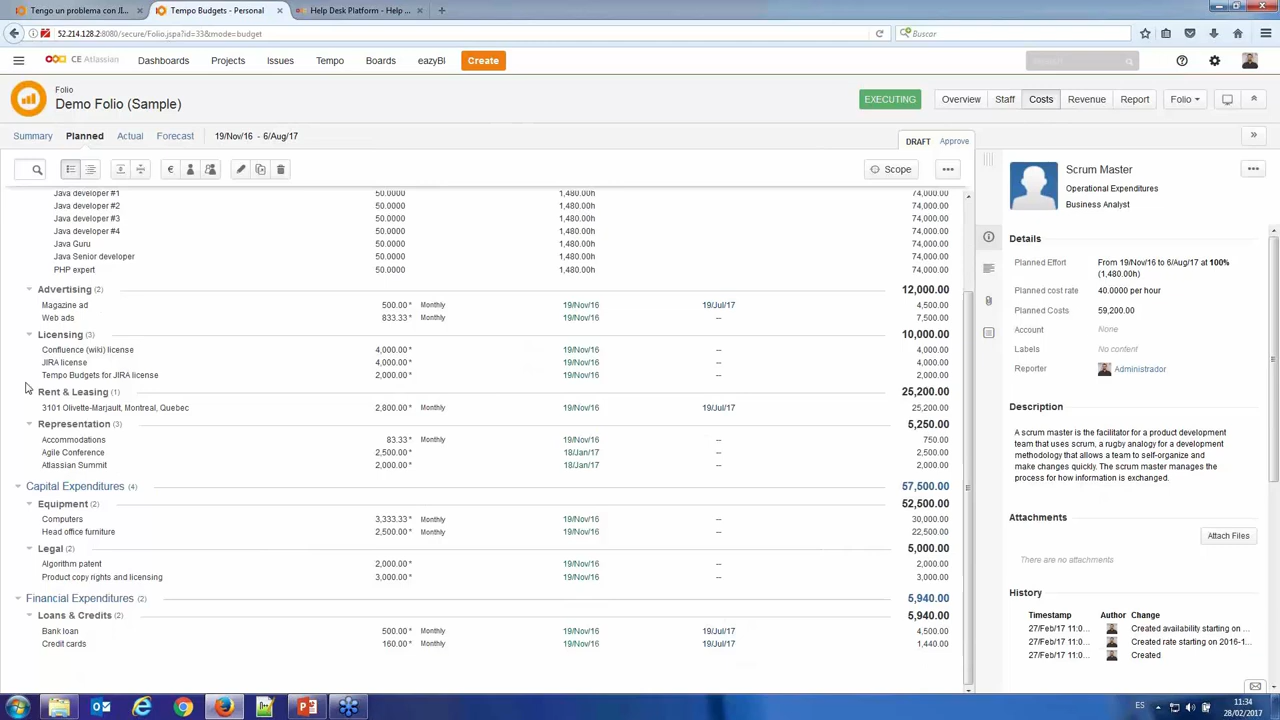 Tengo un problema con JI...
Tempo Budgets - Personal
Help Desk Platform - Help ...
52.214.128.2:8080/secure/Folio.jspa?id=33&mode=budget
Buscar
CE Atlassian
Dashboards Projects Issues Tempo Boards eazyBI Create
Folio
Demo Folio (Sample)
EXECUTING Overview Staff Costs Revenue Report Folio
Summary Planned Actual Forecast 19/Nov/16 - 6/Aug/17
DRAFT Approve
€ Scope
Java developer #1 50.0000 1,480.00h 74,000.00
Java developer #2 50.0000 1,480.00h 74,000.00
Java developer #3 50.0000 1,480.00h 74,000.00
Java developer #4 50.0000 1,480.00h 74,000.00
Java Guru 50.0000 1,480.00h 74,000.00
Java Senior developer 50.0000 1,480.00h 74,000.00
PHP expert 50.0000 1,480.00h 74,000.00
Advertising (2) 12,000.00
Magazine ad 500.00* Monthly 19/Nov/16 19/Jul/17 4,500.00
Web ads 833.33* Monthly 19/Nov/16 -- 7,500.00
Licensing (3) 10,000.00
Confluence (wiki) license 4,000.00* 19/Nov/16 -- 4,000.00
JIRA license 4,000.00* 19/Nov/16 -- 4,000.00
Tempo Budgets for JIRA license 2,000.00* 19/Nov/16 -- 2,000.00
Rent & Leasing (1) 25,200.00
3101 Olivette-Marjault, Montreal, Quebec 2,800.00* Monthly 19/Nov/16 19/Jul/17 25,200.00
Representation (3) 5,250.00
Accommodations 83.33* Monthly 19/Nov/16 -- 750.00
Agile Conference 2,500.00* 18/Jan/17 -- 2,500.00
Atlassian Summit 2,000.00* 18/Jan/17 -- 2,000.00
Capital Expenditures (4) 57,500.00
Equipment (2) 52,500.00
Computers 3,333.33* Monthly 19/Nov/16 -- 30,000.00
Head office furniture 2,500.00* Monthly 19/Nov/16 -- 22,500.00
Legal (2) 5,000.00
Algorithm patent 2,000.00* 19/Nov/16 -- 2,000.00
Product copy rights and licensing 3,000.00* 19/Nov/16 -- 3,000.00
Financial Expenditures (2) 5,940.00
Loans & Credits (2) 5,940.00
Bank loan 500.00* Monthly 19/Nov/16 19/Jul/17 4,500.00
Credit cards 160.00* Monthly 19/Nov/16 19/Jul/17 1,440.00
Scrum Master
Operational Expenditures
Business Analyst
Details
Planned Effort From 19/Nov/16 to 6/Aug/17 at 100%
(1,480.00h)
Planned cost rate 40.0000 per hour
Planned Costs 59,200.00
Account None
Labels No content
Reporter Administrador
Description
A scrum master is the facilitator for a product development
team that uses scrum, a rugby analogy for a development
methodology that allows a team to self-organize and
make changes quickly. The scrum master manages the
process for how information is exchanged.
Attachments
Attach Files
There are no attachments
History
Timestamp Author Change
27/Feb/17 11:0... Created availability starting on ...
27/Feb/17 11:0... Created rate starting on 2016-1...
27/Feb/17 11:0... Created
ES
11:34
28/02/2017